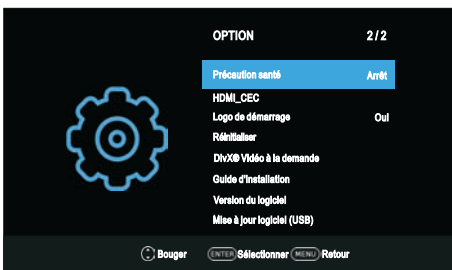 OPTION 2/2
Précaution santé Arrêt
HDMI_CEC
Logo de démarrage Oui
Réinitialiser
DivX® Vidéo à la demande
Guide d'installation
Version du logiciel
Mise à jour logiciel (USB)
Bouger ENTER Sélectionner MENU Retour